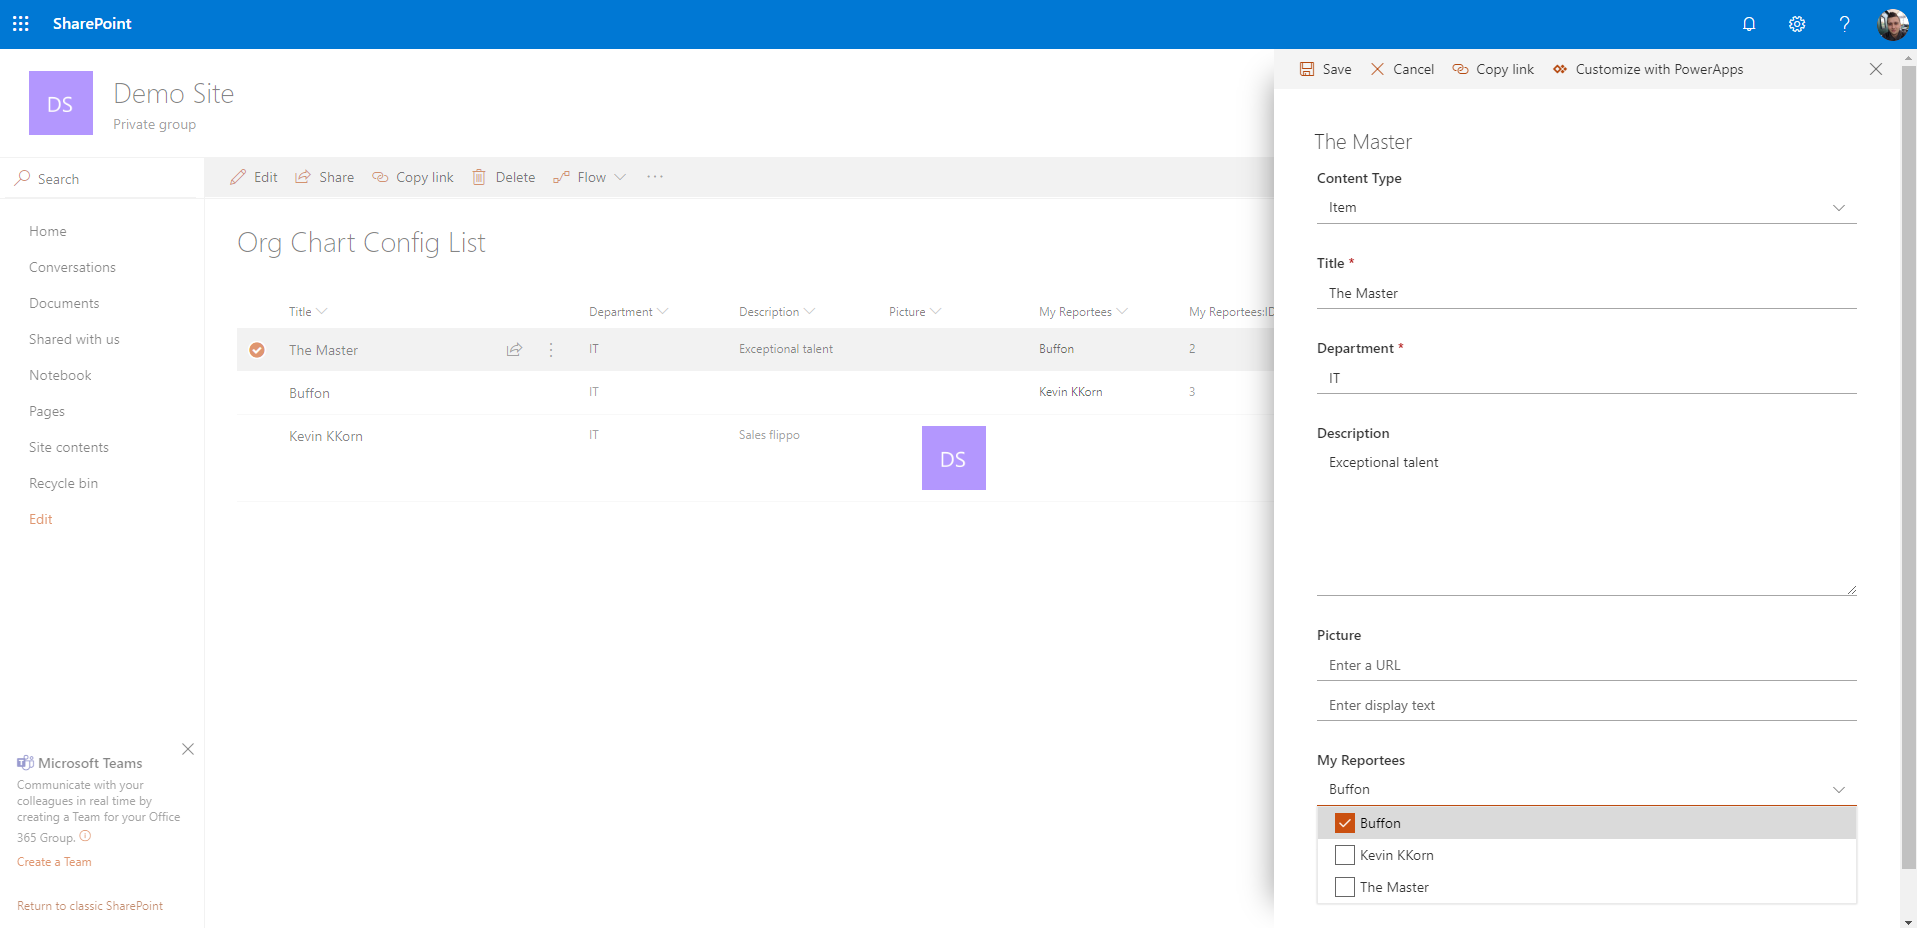 SharePoint
DS
Demo Site
Private group
Search
Edit Share Copy link Delete Flow ...
Home
Conversations
Documents
Shared with us
Notebook
Pages
Site contents
Recycle bin
Edit
Org Chart Config List
Title Department Description Picture My Reportees My Reportees:ID
The Master IT Exceptional talent Buffon 2
Buffon IT Kevin KKorn 3
Kevin KKorn IT Sales flippo DS
Microsoft Teams
Communicate with your
colleagues in real time by
creating a Team for your Office
365 Group.
Create a Team
Return to classic SharePoint
Save Cancel Copy link Customize with PowerApps
The Master
Content Type
Item
Title *
The Master
Department *
IT
Description
Exceptional talent
Picture
Enter a URL
Enter display text
My Reportees
Buffon
Buffon
Kevin KKorn
The Master